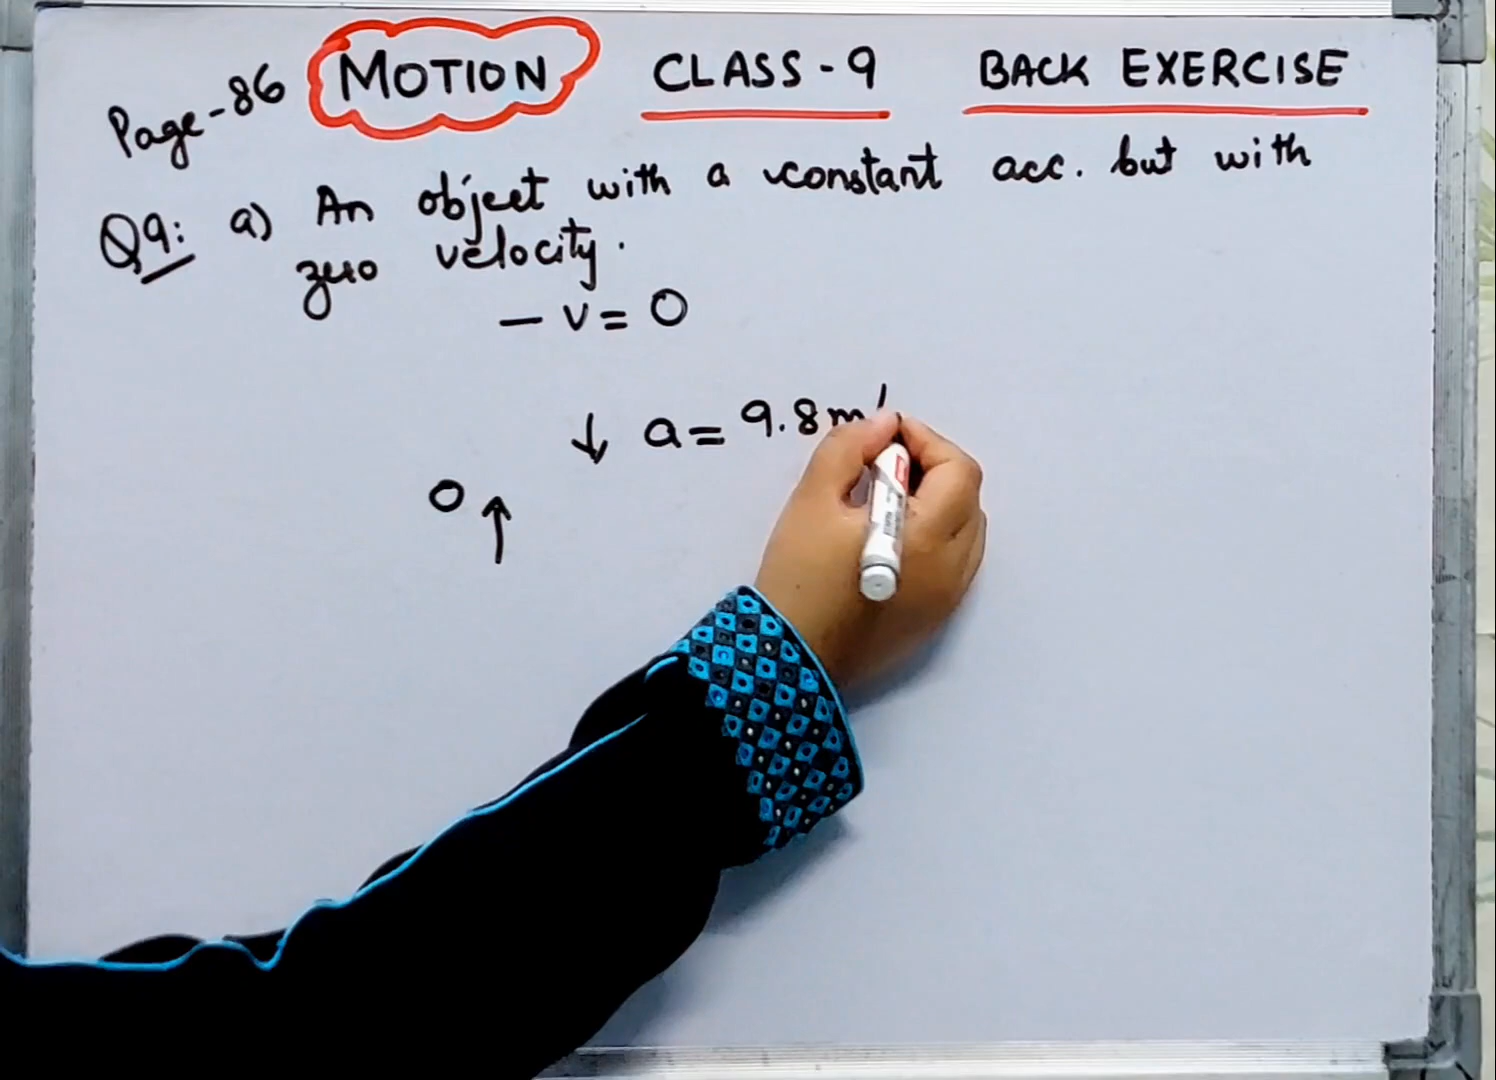 Page-86 MOTION CLASS-9 BACK EXERCISE
Q9: a) An object with a constant acc. but with
zero velocity.
- v = 0
↓ a = 9.8 m/
O ↑